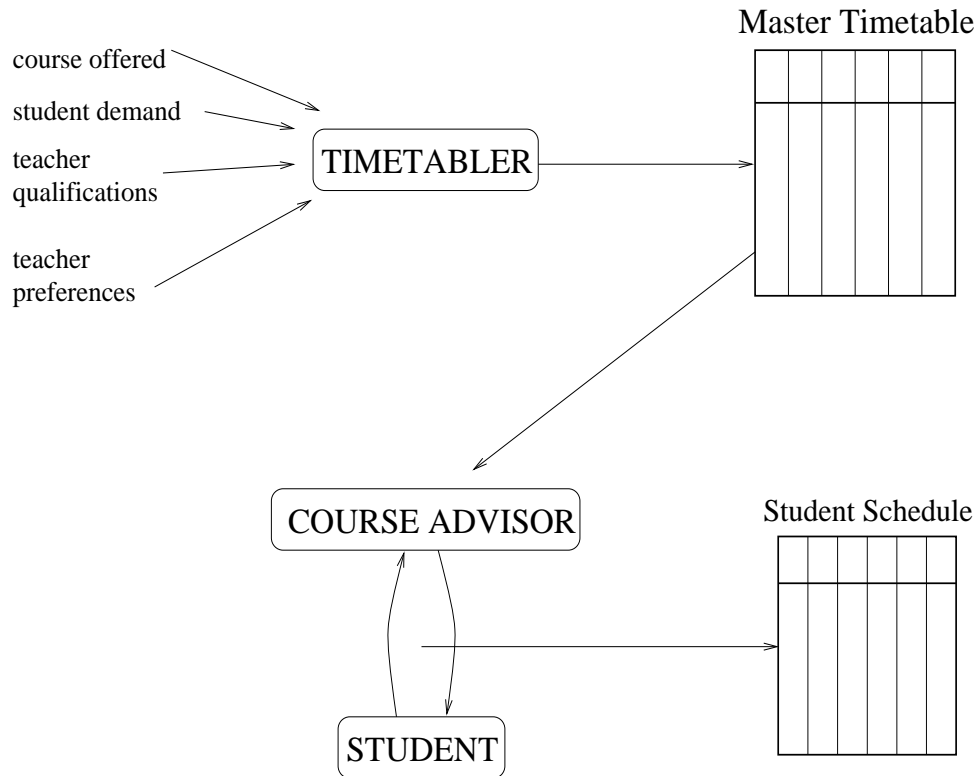 Master Timetable
course offered
student demand
teacher
qualifications
TIMETABLER
teacher
preferences
COURSE ADVISOR
Student Schedule
STUDENT